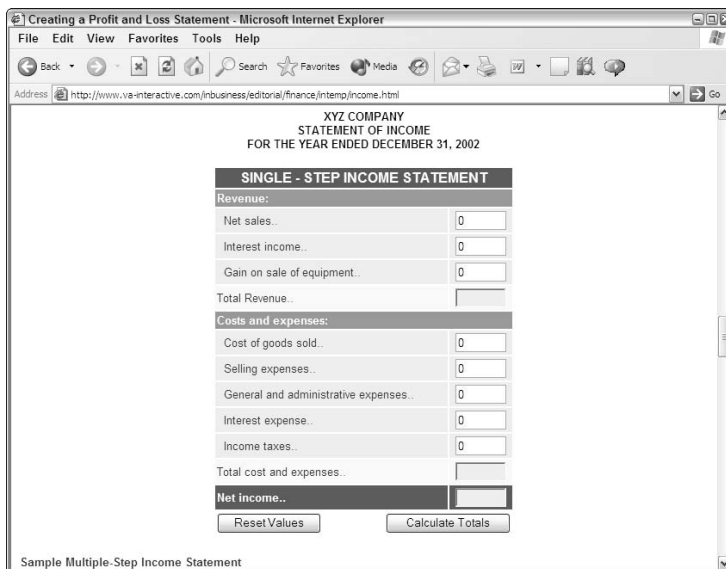 Creating a Profit and Loss Statement - Microsoft Internet Explorer
File Edit View Favorites Tools Help
Back Search Favorites Media
Address http://www.va-interactive.com/inbusiness/editorial/finance/intemp/income.html Go
XYZ COMPANY
STATEMENT OF INCOME
FOR THE YEAR ENDED DECEMBER 31, 2002
SINGLE - STEP INCOME STATEMENT
Revenue:
Net sales.. 0
Interest income.. 0
Gain on sale of equipment.. 0
Total Revenue..
Costs and expenses:
Cost of goods sold.. 0
Selling expenses.. 0
General and administrative expenses.. 0
Interest expense.. 0
Income taxes.. 0
Total cost and expenses..
Net income..
Reset Values Calculate Totals
Sample Multiple-Step Income Statement